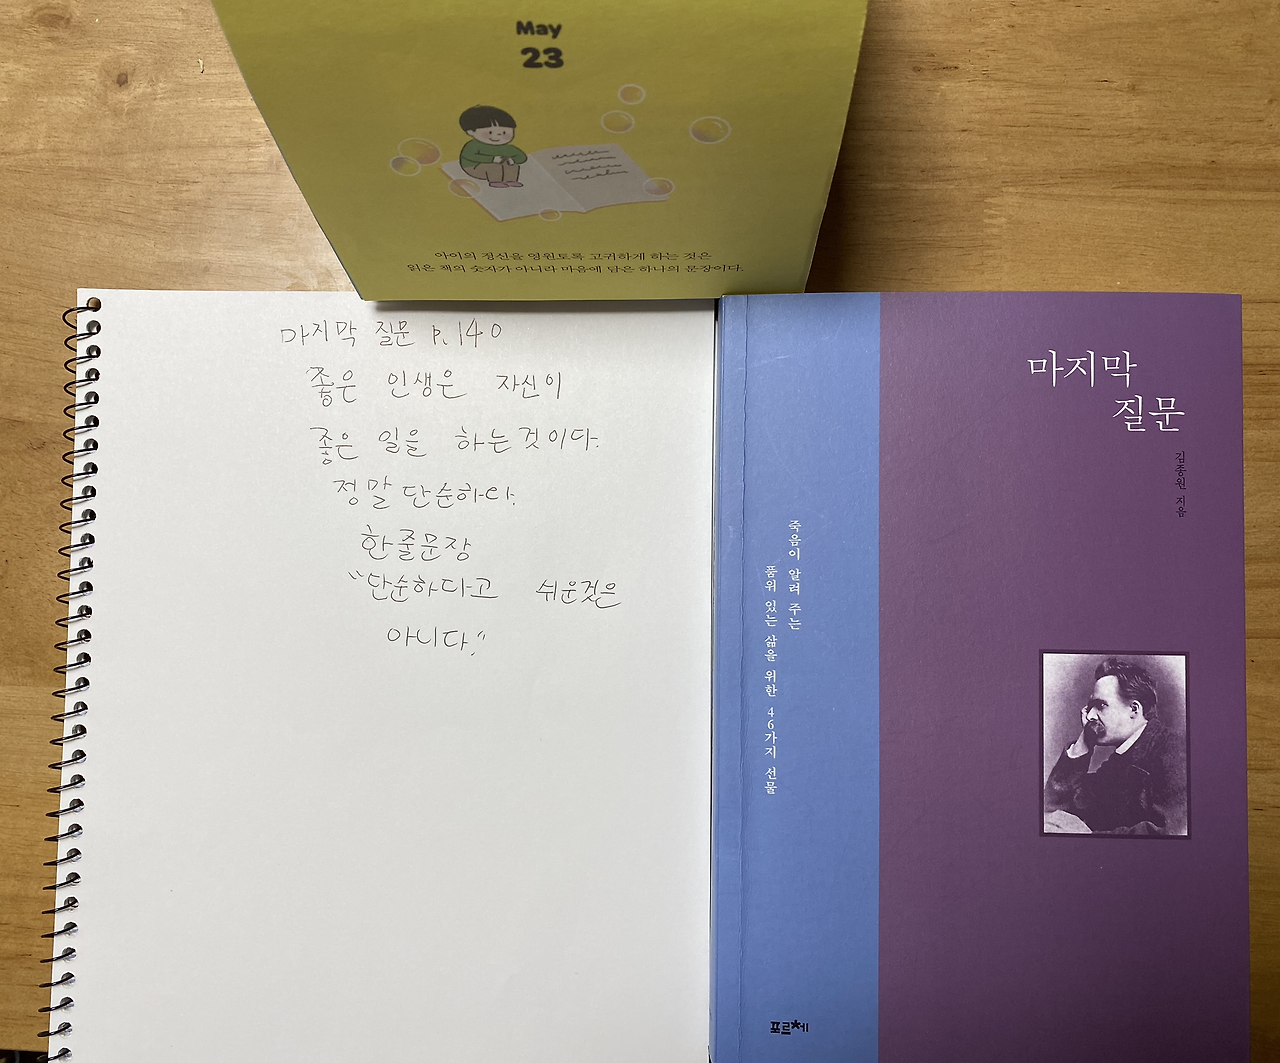 May
23
아이의 정신을 영원토록 고귀하게 하는 것은
읽은 책의 숫자가 아니라 마음에 담은 하나의 문장이다.
마지막 질문 p.140
좋은 인생은 자신이
좋은 일을 하는것이다.
정말 단순하다.
한줄문장
"단순하다고 쉬운것은
아니다."
마지막
질문
김종원 지음
죽음이 알려 주는
품위 있는 삶을 위한 46가지 선물
포르체